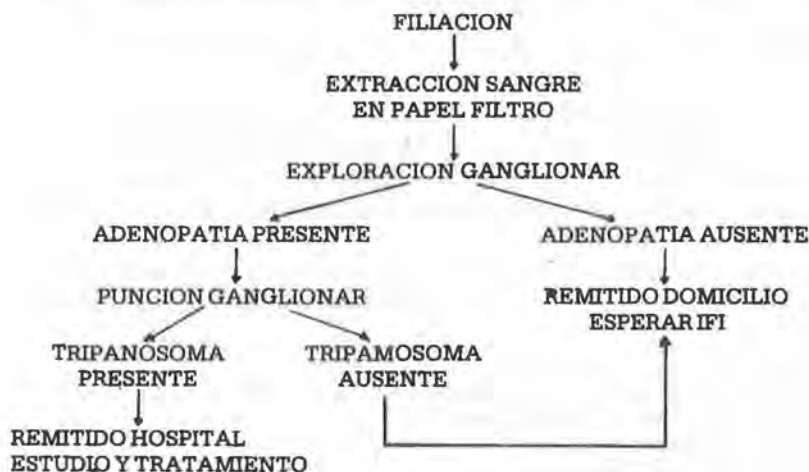 FILIACION
EXTRACCION SANGRE
EN PAPEL FILTRO
EXPLORACION GANGLIONAR
ADENOPATIA PRESENTE
ADENOPATIA AUSENTE
PUNCION GANGLIONAR
REMITIDO DOMICILIO
ESPERAR IFI
TRIPANOSOMA
PRESENTE
TRIPAMOSOMA
AUSENTE
REMITIDO HOSPITAL
ESTUDIO Y TRATAMIENTO